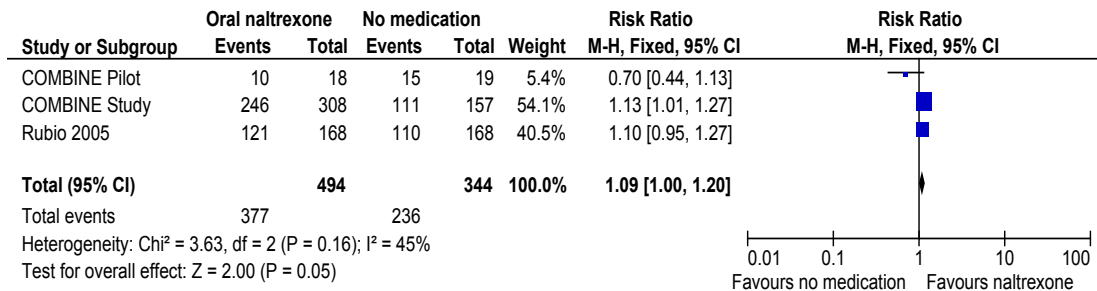 Oral naltrexone No medication Risk Ratio Risk Ratio
Study or Subgroup Events Total Events Total Weight M-H, Fixed, 95% CI M-H, Fixed, 95% CI
COMBINE Pilot 10 18 15 19 5.4% 0.70 [0.44, 1.13]
COMBINE Study 246 308 111 157 54.1% 1.13 [1.01, 1.27]
Rubio 2005 121 168 110 168 40.5% 1.10 [0.95, 1.27]
Total (95% CI) 494 344 100.0% 1.09 [1.00, 1.20]
Total events 377 236
Heterogeneity: Chi² = 3.63, df = 2 (P = 0.16); I² = 45%
Test for overall effect: Z = 2.00 (P = 0.05)
0.01 0.1 1 10 100
Favours no medication Favours naltrexone